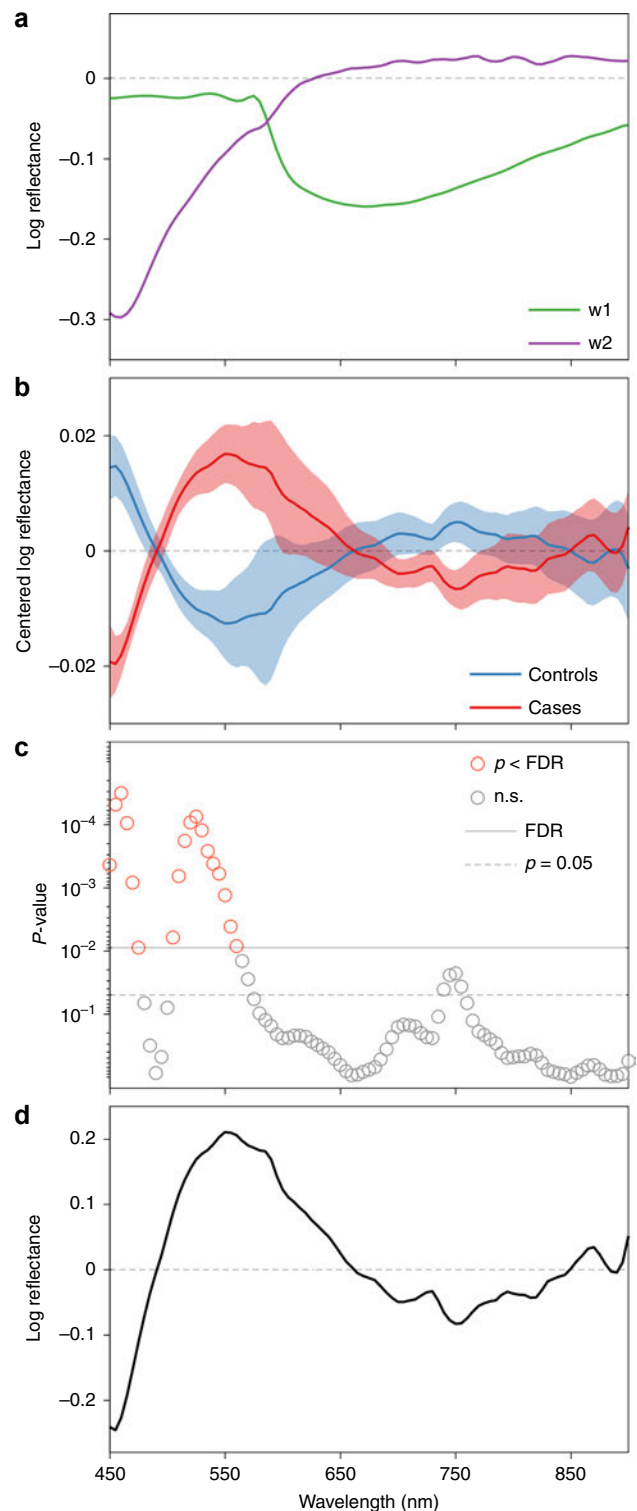 a
0
−0.1
−0.2
−0.3
Log reflectance
w1
w2
b
0.02
0
−0.02
Centered log reflectance
Controls
Cases
c
10−4
10−3
10−2
10−1
P-value
p < FDR
n.s.
FDR
p = 0.05
d
0.2
0.1
0
−0.1
−0.2
Log reflectance
450 550 650 750 850
Wavelength (nm)